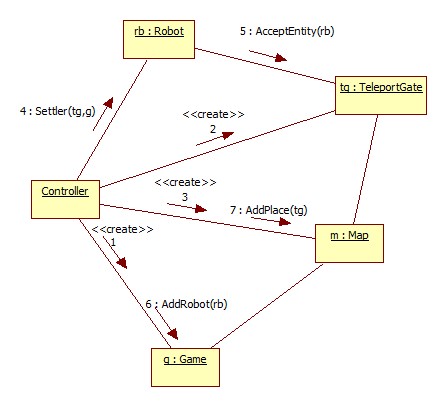 rb : Robot
5 : AcceptEntity(rb)
tg : TeleportGate
4 : Settler(tg,g)
<<create>>
2
Controller
<<create>>
3
7 : AddPlace(tg)
<<create>>
1
m : Map
6 : AddRobot(rb)
g : Game